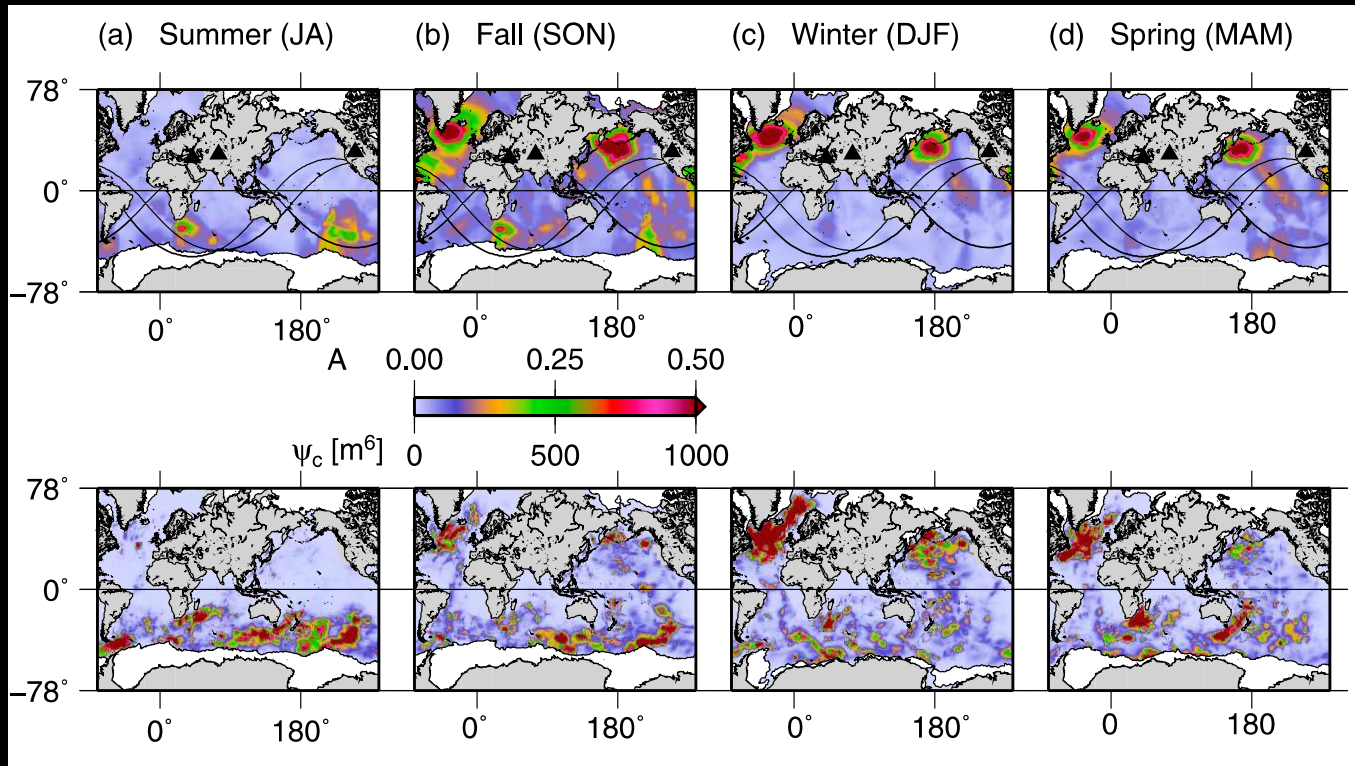 (a) Summer (JA) (b) Fall (SON) (c) Winter (DJF) (d) Spring (MAM)
78˚
0˚
−78˚
0˚ 180˚ 0˚ 180˚ 0˚ 180˚ 0 180˚
A 0.00 0.25 0.50
ψc [m⁶] 0 500 1000
78˚
0˚
−78˚
0˚ 180˚ 0˚ 180˚ 0˚ 180˚ 0˚ 180˚